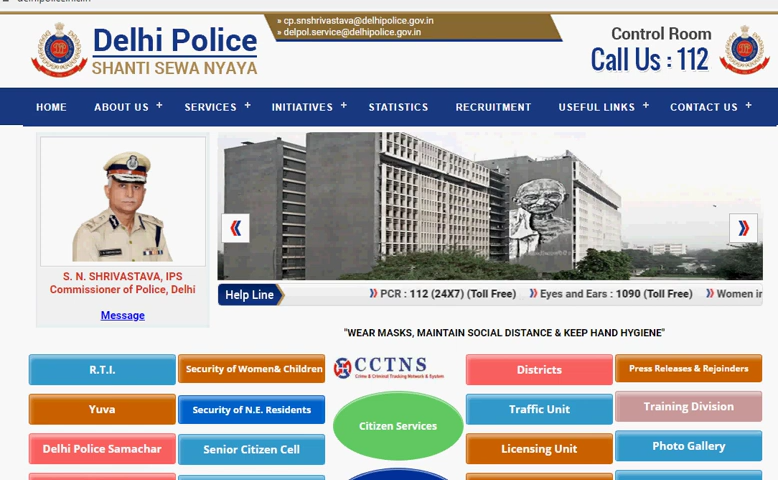 » cp.snshrivastava@delhipolice.gov.in
» delpol.service@delhipolice.gov.in
Delhi Police
SHANTI SEWA NYAYA
Control Room
Call Us : 112
HOME ABOUT US + SERVICES + INITIATIVES + STATISTICS RECRUITMENT USEFUL LINKS + CONTACT US +
S. N. SHRIVASTAVA, IPS
Commissioner of Police, Delhi
Message
Help Line
PCR : 112 (24X7) (Toll Free) Eyes and Ears : 1090 (Toll Free) Women
"WEAR MASKS, MAINTAIN SOCIAL DISTANCE & KEEP HAND HYGIENE"
R.T.I.
Security of Women& Children
CCTNS
Crime & Criminal Tracking Network & System
Districts
Press Releases & Rejoinders
Yuva
Security of N.E. Residents
Citizen Services
Traffic Unit
Training Division
Delhi Police Samachar
Senior Citizen Cell
Licensing Unit
Photo Gallery